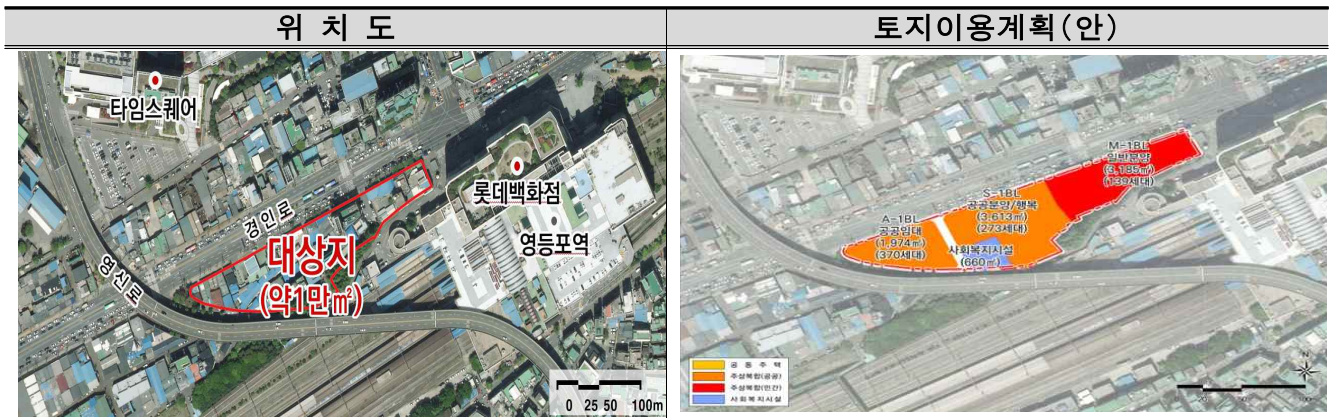 위 치 도
토지이용계획(안)
타임스퀘어
롯데백화점
영등포역
경인로
영신로
대상지
(약1만㎡)
0 25 50 100m
M-1BL
일반분양
(3,185㎡)
(139세대)
S-1BL
공공분양/행복
(3,613㎡)
(273세대)
A-1BL
공공임대
(1,974㎡)
(370세대)
사회복지시설
(660㎡)
공 동 주 택
주상복합(공공)
주상복합(민간)
사회복지시설
N